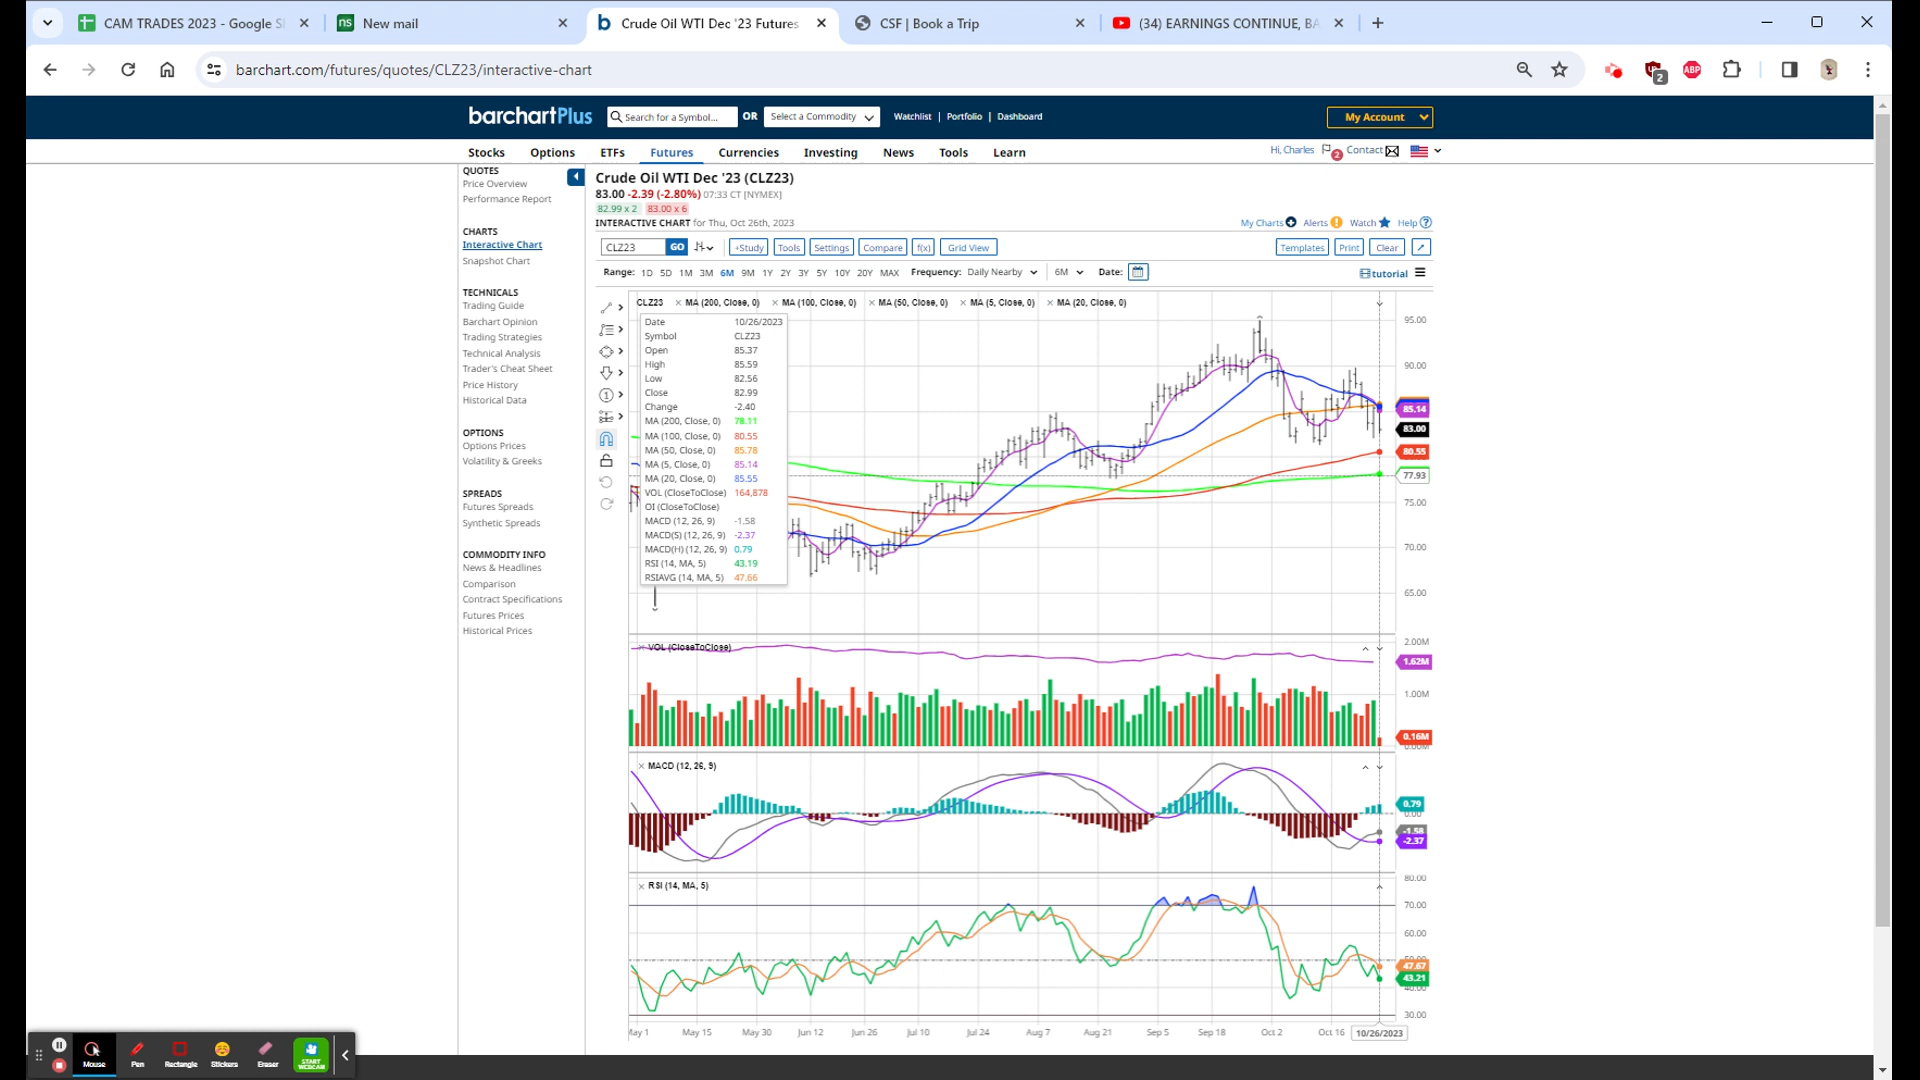 CAM TRADES 2023 - Google Sl
New mail
Crude Oil WTI Dec '23 Futures
CSF | Book a Trip
(34) EARNINGS CONTINUE, BA
barchart.com/futures/quotes/CLZ23/interactive-chart
2
ABP
barchartPlus
Search for a Symbol...
OR
Select a Commodity
Watchlist | Portfolio | Dashboard
My Account
Stocks Options ETFs Futures Currencies Investing News Tools Learn
Hi, Charles
2
Contact
QUOTES
Price Overview
Performance Report
CHARTS
Interactive Chart
Snapshot Chart
TECHNICALS
Trading Guide
Barchart Opinion
Trading Strategies
Technical Analysis
Trader's Cheat Sheet
Price History
Historical Data
OPTIONS
Options Prices
Volatility & Greeks
SPREADS
Futures Spreads
Synthetic Spreads
COMMODITY INFO
News & Headlines
Comparison
Contract Specifications
Futures Prices
Historical Prices
Crude Oil WTI Dec '23 (CLZ23)
83.00 -2.39 (-2.80%) 07:33 CT [NYMEX]
82.99 x 2 83.00 x 6
INTERACTIVE CHART for Thu, Oct 26th, 2023
My Charts Alerts Watch Help
CLZ23 GO +Study Tools Settings Compare f(x) Grid View
Templates Print Clear
Range: 1D 5D 1M 3M 6M 9M 1Y 2Y 3Y 5Y 10Y 20Y MAX Frequency: Daily Nearby 6M Date:
tutorial
CLZ23 × MA (200, Close, 0) × MA (100, Close, 0) × MA (50, Close, 0) × MA (5, Close, 0) × MA (20, Close, 0)
Date 10/26/2023
Symbol CLZ23
Open 85.37
High 85.59
Low 82.56
Close 82.99
Change -2.40
MA (200, Close, 0) 78.11
MA (100, Close, 0) 80.55
MA (50, Close, 0) 85.78
MA (5, Close, 0) 85.14
MA (20, Close, 0) 85.55
VOL (CloseToClose) 164,878
OI (CloseToClose)
MACD (12, 26, 9) -1.58
MACD(S) (12, 26, 9) -2.37
MACD(H) (12, 26, 9) 0.79
RSI (14, MA, 5) 43.19
RSIAVG (14, MA, 5) 47.66
95.00
90.00
85.14
83.00
80.55
77.93
75.00
70.00
65.00
× VOL (CloseToClose)
2.00M
1.62M
1.00M
0.16M
0.00M
× MACD (12, 26, 9)
0.79
0.00
-1.58
-2.37
× RSI (14, MA, 5)
80.00
70.00
60.00
50.00
47.67
43.21
40.00
30.00
May 1 May 15 May 30 Jun 12 Jun 26 Jul 10 Jul 24 Aug 7 Aug 21 Sep 5 Sep 18 Oct 2 Oct 16 10/26/2023
Mouse Pen Rectangle Stickers Eraser START WEBCAM